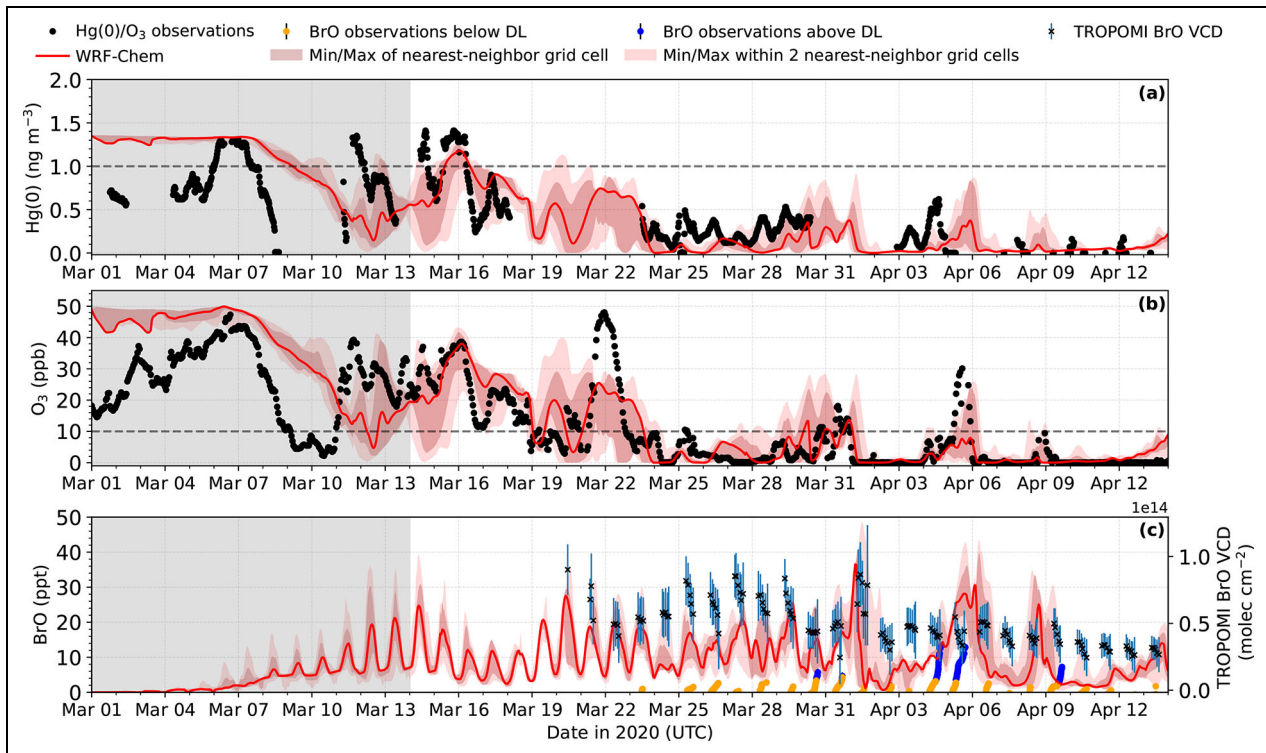 Hg(0)/O₃ observations BrO observations below DL BrO observations above DL TROPOMI BrO VCD
WRF-Chem Min/Max of nearest-neighbor grid cell Min/Max within 2 nearest-neighbor grid cells
(a)
Hg(0) (ng m⁻³)
2.0
1.5
1.0
0.5
0.0
Mar 01 Mar 04 Mar 07 Mar 10 Mar 13 Mar 16 Mar 19 Mar 22 Mar 25 Mar 28 Mar 31 Apr 03 Apr 06 Apr 09 Apr 12
(b)
O₃ (ppb)
50
40
30
20
10
0
Mar 01 Mar 04 Mar 07 Mar 10 Mar 13 Mar 16 Mar 19 Mar 22 Mar 25 Mar 28 Mar 31 Apr 03 Apr 06 Apr 09 Apr 12
1e14
(c)
BrO (ppt)
50
40
30
20
10
0
1.0
0.5
0.0
TROPOMI BrO VCD
(molec cm⁻²)
Mar 01 Mar 04 Mar 07 Mar 10 Mar 13 Mar 16 Mar 19 Mar 22 Mar 25 Mar 28 Mar 31 Apr 03 Apr 06 Apr 09 Apr 12
Date in 2020 (UTC)